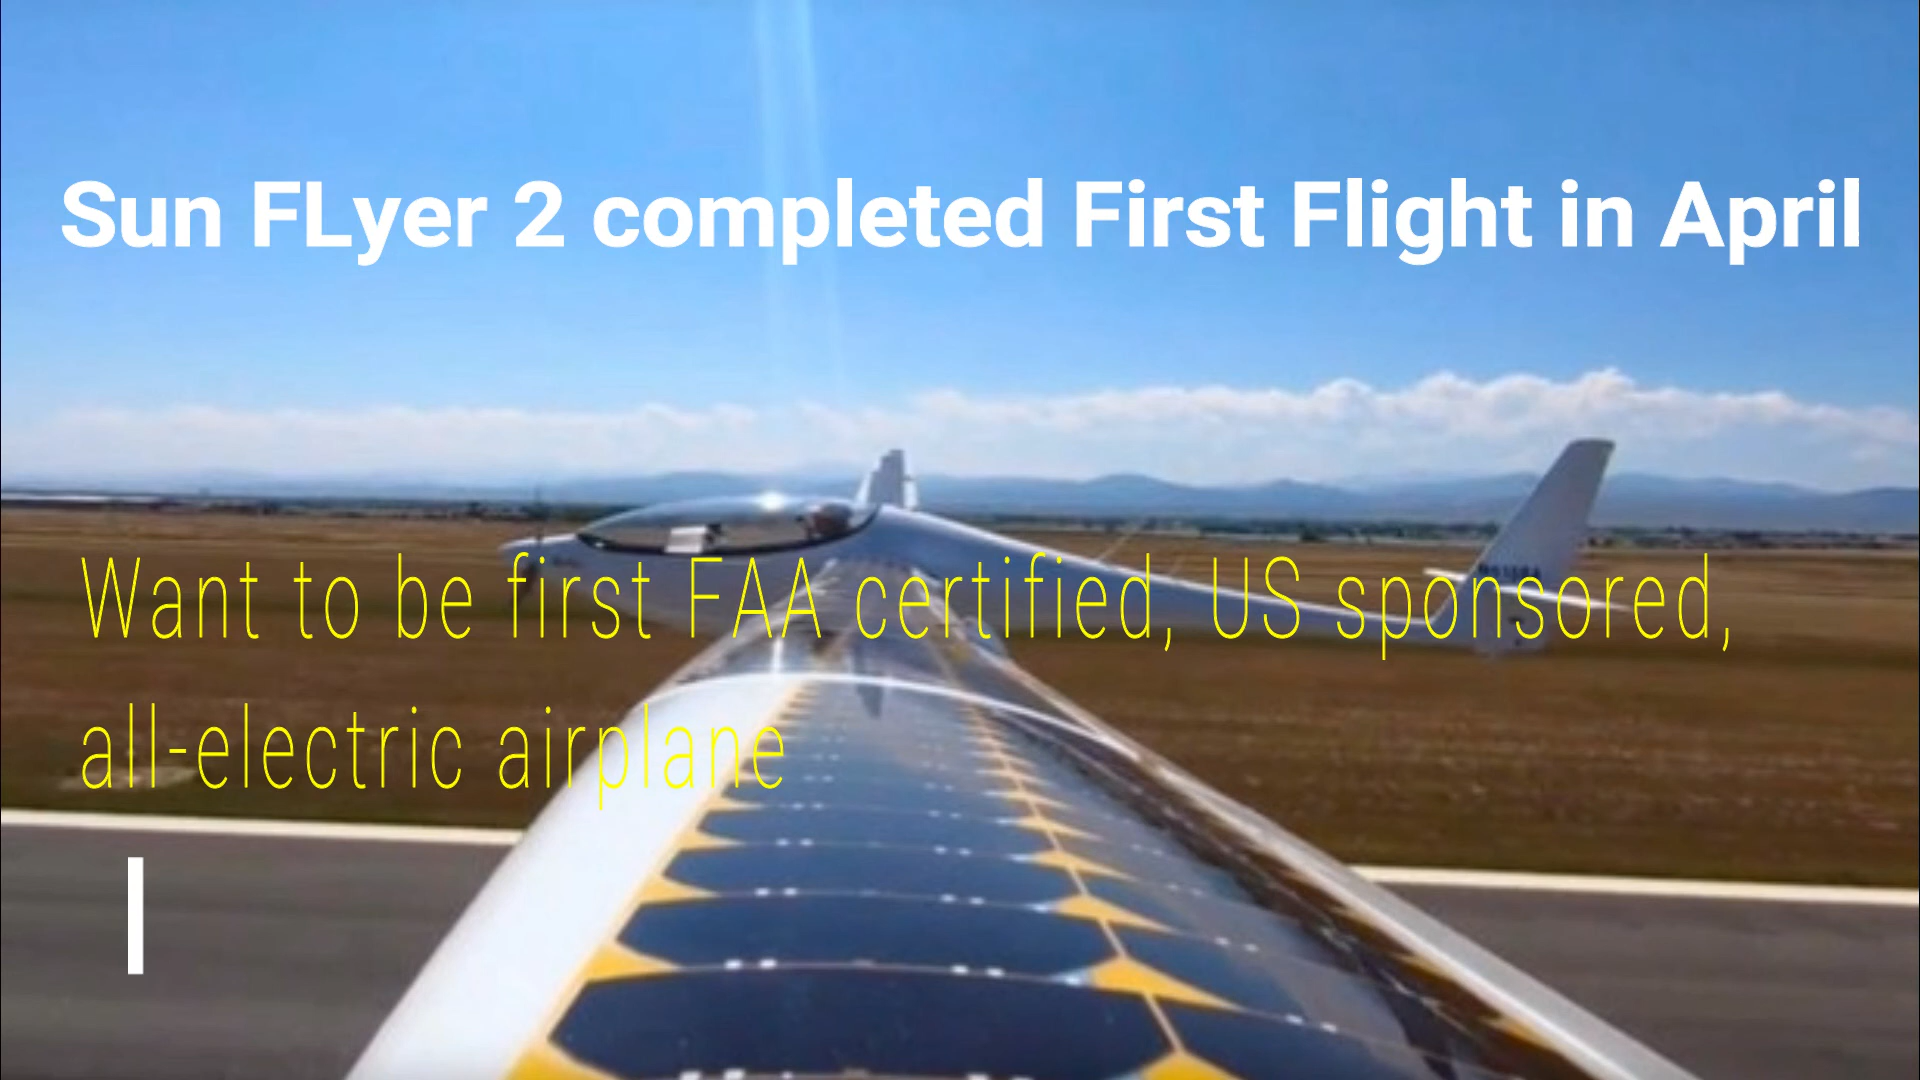 Sun FLyer 2 completed First Flight in April
Want to be first FAA certified, US sponsored,
all-electric airplane